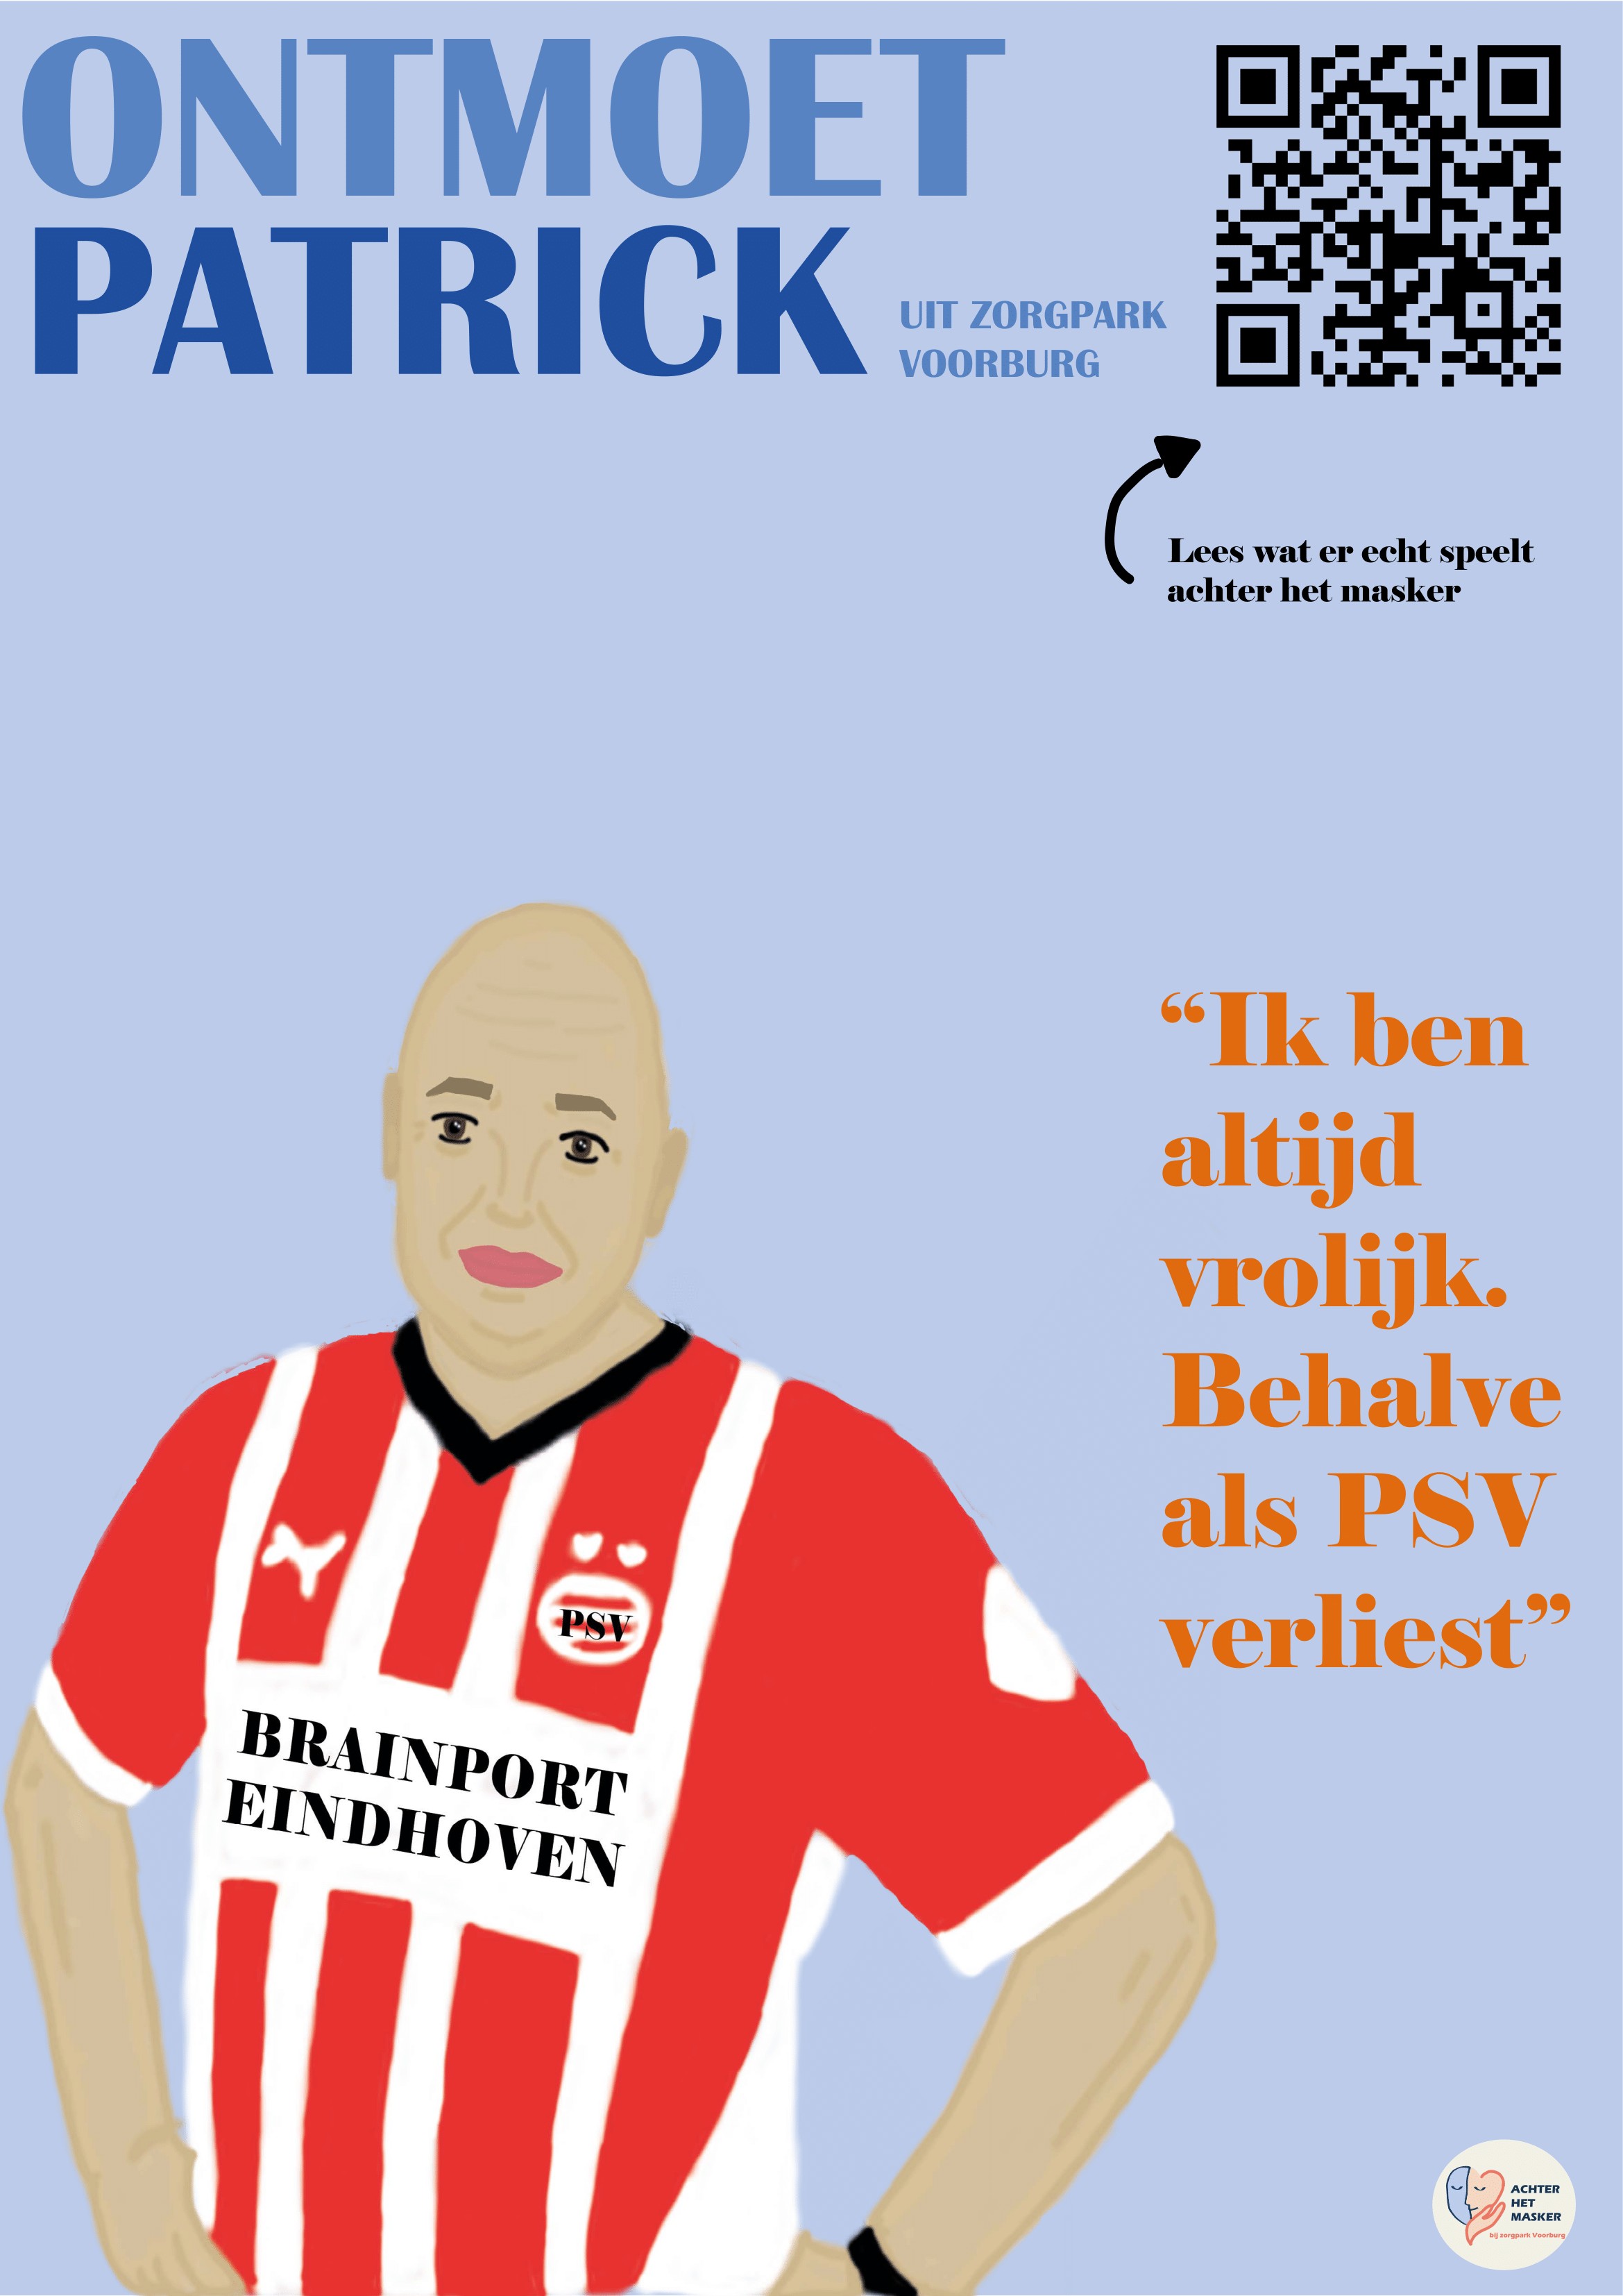 ONTMOET
PATRICK
UIT ZORGPARK
VOORBURG
Lees wat er echt speelt
achter het masker
“Ik ben
altijd
vrolijk.
Behalve
als PSV
verliest”
PSV
BRAINPORT
EINDHOVEN
ACHTER
HET
MASKER
bij zorgpark Voorburg